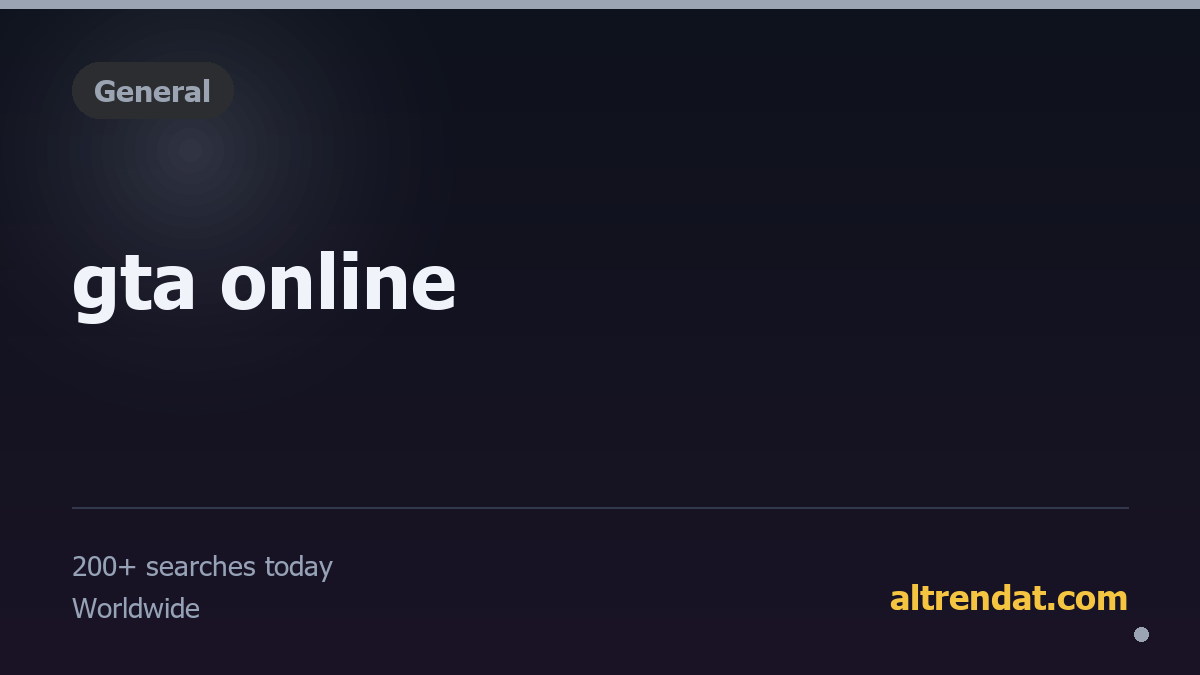 General
gta online
200+ searches today
Worldwide
altrendat.com